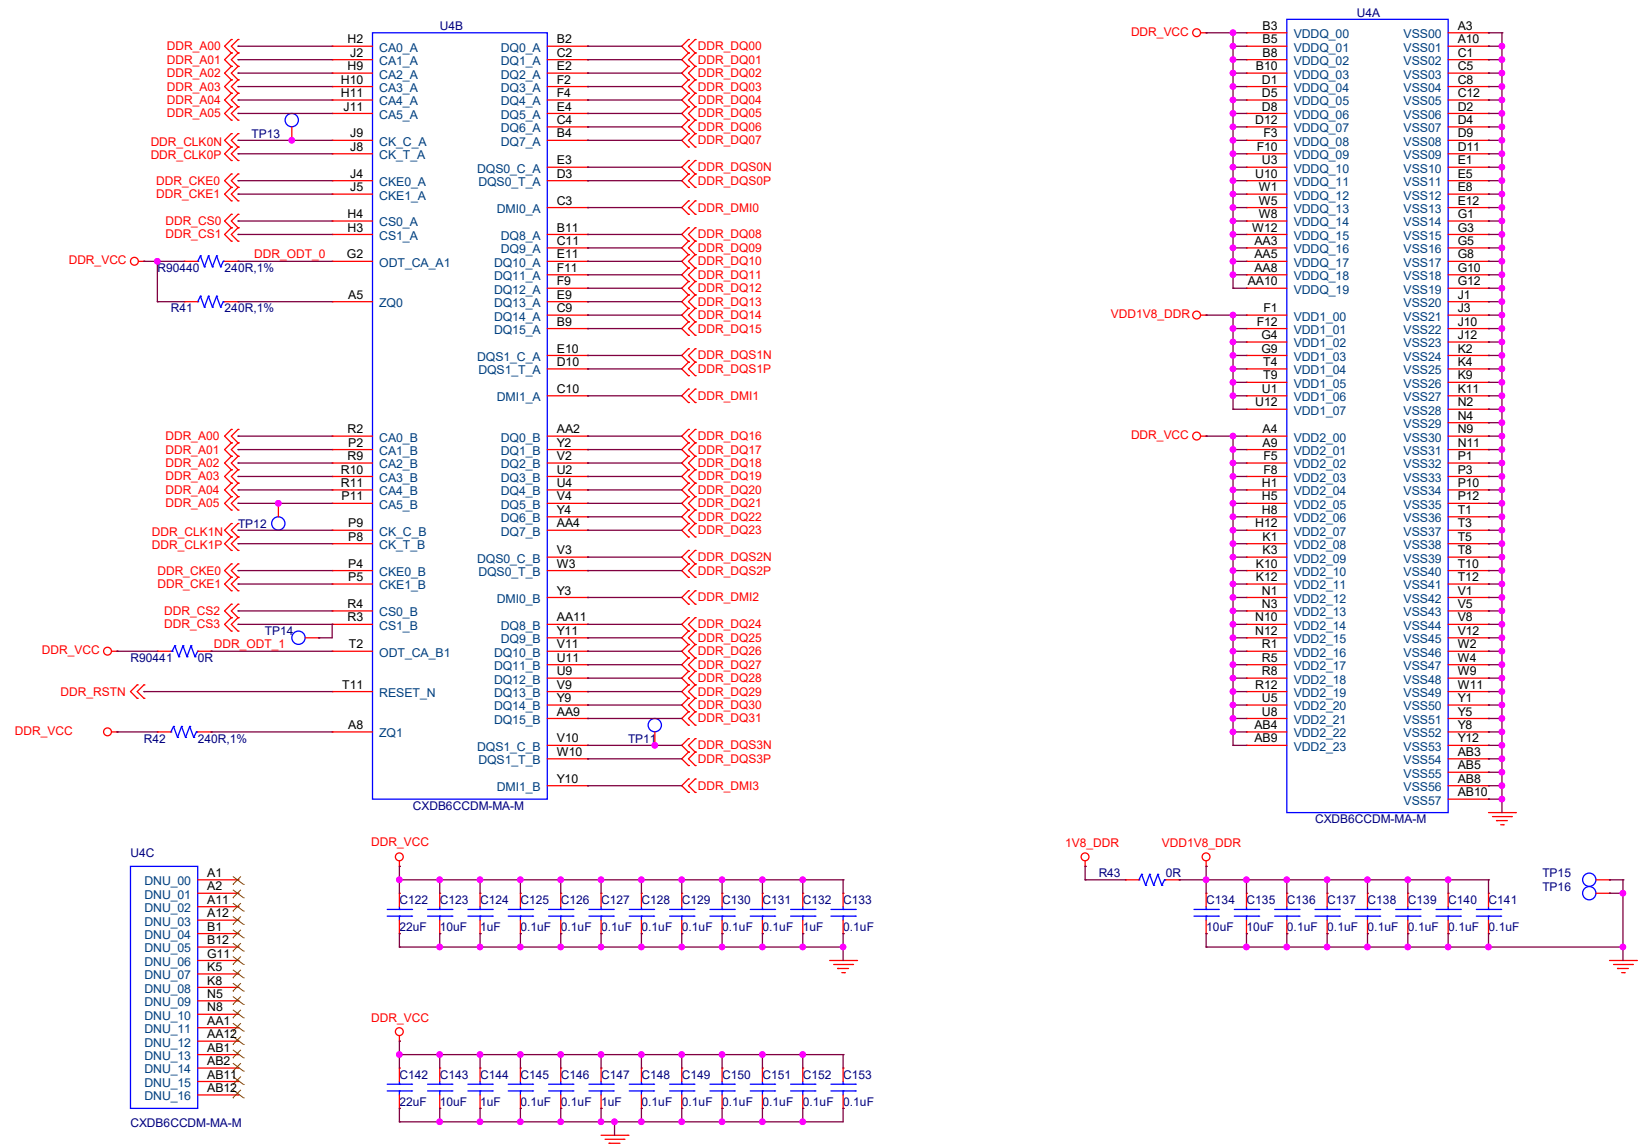 U4B
DDR_A00 H2 CA0_A DQ0_A B2 DDR_DQ00
DDR_A01 J2 CA1_A DQ1_A C2 DDR_DQ01
DDR_A02 H9 CA2_A DQ2_A E2 DDR_DQ02
DDR_A03 H10 CA3_A DQ3_A F2 DDR_DQ03
DDR_A04 H11 CA4_A DQ4_A F4 DDR_DQ04
DDR_A05 J11 CA5_A DQ5_A E4 DDR_DQ05
DQ6_A C4 DDR_DQ06
TP13
DDR_CLK0N J9 CK_C_A DQ7_A B4 DDR_DQ07
DDR_CLK0P J8 CK_T_A
DQS0_C_A E3 DDR_DQS0N
DDR_CKE0 J4 CKE0_A DQS0_T_A D3 DDR_DQS0P
DDR_CKE1 J5 CKE1_A
DMI0_A C3 DDR_DMI0
DDR_CS0 H4 CS0_A
DDR_CS1 H3 CS1_A DQ8_A B11 DDR_DQ08
DQ9_A C11 DDR_DQ09
DDR_VCC R90440 240R,1% DDR_ODT_0 G2 ODT_CA_A1 DQ10_A E11 DDR_DQ10
DQ11_A F11 DDR_DQ11
DQ12_A F9 DDR_DQ12
R41 240R,1% A5 ZQ0 DQ13_A E9 DDR_DQ13
DQ14_A C9 DDR_DQ14
DQ15_A B9 DDR_DQ15
DQS1_C_A E10 DDR_DQS1N
DQS1_T_A D10 DDR_DQS1P
DMI1_A C10 DDR_DMI1
DDR_A00 R2 CA0_B DQ0_B AA2 DDR_DQ16
DDR_A01 P2 CA1_B DQ1_B Y2 DDR_DQ17
DDR_A02 R9 CA2_B DQ2_B V2 DDR_DQ18
DDR_A03 R10 CA3_B DQ3_B U2 DDR_DQ19
DDR_A04 R11 CA4_B DQ4_B U4 DDR_DQ20
DDR_A05 P11 CA5_B DQ5_B V4 DDR_DQ21
TP12 DQ6_B Y4 DDR_DQ22
DDR_CLK1N P9 CK_C_B DQ7_B AA4 DDR_DQ23
DDR_CLK1P P8 CK_T_B
DQS0_C_B V3 DDR_DQS2N
DDR_CKE0 P4 CKE0_B DQS0_T_B W3 DDR_DQS2P
DDR_CKE1 P5 CKE1_B
DMI0_B Y3 DDR_DMI2
DDR_CS2 R4 CS0_B
DDR_CS3 R3 CS1_B DQ8_B AA11 DDR_DQ24
TP14 DQ9_B Y11 DDR_DQ25
DDR_VCC R90441 0R DDR_ODT_1 T2 ODT_CA_B1 DQ10_B V11 DDR_DQ26
DQ11_B U11 DDR_DQ27
DQ12_B U9 DDR_DQ28
DDR_RSTN T11 RESET_N DQ13_B V9 DDR_DQ29
DQ14_B Y9 DDR_DQ30
DQ15_B AA9 DDR_DQ31
DDR_VCC R42 240R,1% A8 ZQ1
TP11
DQS1_C_B V10 DDR_DQS3N
DQS1_T_B W10 DDR_DQS3P
DMI1_B Y10 DDR_DMI3
CXDB6CCDM-MA-M
U4A
DDR_VCC B3 VDDQ_00 VSS00 A3
B5 VDDQ_01 VSS01 A10
B8 VDDQ_02 VSS02 C1
B10 VDDQ_03 VSS03 C5
D1 VDDQ_04 VSS04 C8
D5 VDDQ_05 VSS05 C12
D8 VDDQ_06 VSS06 D2
D12 VDDQ_07 VSS07 D4
F3 VDDQ_08 VSS08 D9
F10 VDDQ_09 VSS09 D11
U3 VDDQ_10 VSS10 E1
U10 VDDQ_11 VSS11 E5
W1 VDDQ_12 VSS12 E8
W5 VDDQ_13 VSS13 E12
W8 VDDQ_14 VSS14 G1
W12 VDDQ_15 VSS15 G3
AA3 VDDQ_16 VSS16 G5
AA5 VDDQ_17 VSS17 G8
AA8 VDDQ_18 VSS18 G10
AA10 VDDQ_19 VSS19 G12
VSS20 J1
VDD1V8_DDR F1 VDD1_00 VSS21 J3
F12 VDD1_01 VSS22 J10
G4 VDD1_02 VSS23 J12
G9 VDD1_03 VSS24 K2
T4 VDD1_04 VSS25 K4
T9 VDD1_05 VSS26 K9
U1 VDD1_06 VSS27 K11
U12 VDD1_07 VSS28 N2
VSS29 N4
DDR_VCC A4 VDD2_00 VSS30 N9
A9 VDD2_01 VSS31 N11
F5 VDD2_02 VSS32 P1
F8 VDD2_03 VSS33 P3
H1 VDD2_04 VSS34 P10
H5 VDD2_05 VSS35 P12
H8 VDD2_06 VSS36 T1
H12 VDD2_07 VSS37 T3
K1 VDD2_08 VSS38 T5
K3 VDD2_09 VSS39 T8
K10 VDD2_10 VSS40 T10
K12 VDD2_11 VSS41 T12
N1 VDD2_12 VSS42 V1
N3 VDD2_13 VSS43 V5
N10 VDD2_14 VSS44 V8
N12 VDD2_15 VSS45 V12
R1 VDD2_16 VSS46 W2
R5 VDD2_17 VSS47 W4
R8 VDD2_18 VSS48 W9
R12 VDD2_19 VSS49 W11
U5 VDD2_20 VSS50 Y1
U8 VDD2_21 VSS51 Y5
AB4 VDD2_22 VSS52 Y8
AB9 VDD2_23 VSS53 Y12
VSS54 AB3
VSS55 AB5
VSS56 AB8
VSS57 AB10
CXDB6CCDM-MA-M
U4C
DNU_00 A1
DNU_01 A2
DNU_02 A11
DNU_03 A12
DNU_04 B1
DNU_05 B12
DNU_06 G11
DNU_07 K5
DNU_08 K8
DNU_09 N5
DNU_10 N8
DNU_11 AA1
DNU_12 AA12
DNU_13 AB1
DNU_14 AB2
DNU_15 AB11
DNU_16 AB12
CXDB6CCDM-MA-M
DDR_VCC
C122 C123 C124 C125 C126 C127 C128 C129 C130 C131 C132 C133
22uF 10uF 1uF 0.1uF 0.1uF 0.1uF 0.1uF 0.1uF 0.1uF 0.1uF 1uF 0.1uF
DDR_VCC
C142 C143 C144 C145 C146 C147 C148 C149 C150 C151 C152 C153
22uF 10uF 1uF 0.1uF 0.1uF 1uF 0.1uF 0.1uF 0.1uF 0.1uF 0.1uF 0.1uF
1V8_DDR VDD1V8_DDR
R43 0R
C134 C135 C136 C137 C138 C139 C140 C141
10uF 10uF 0.1uF 0.1uF 0.1uF 0.1uF 0.1uF 0.1uF
TP15
TP16